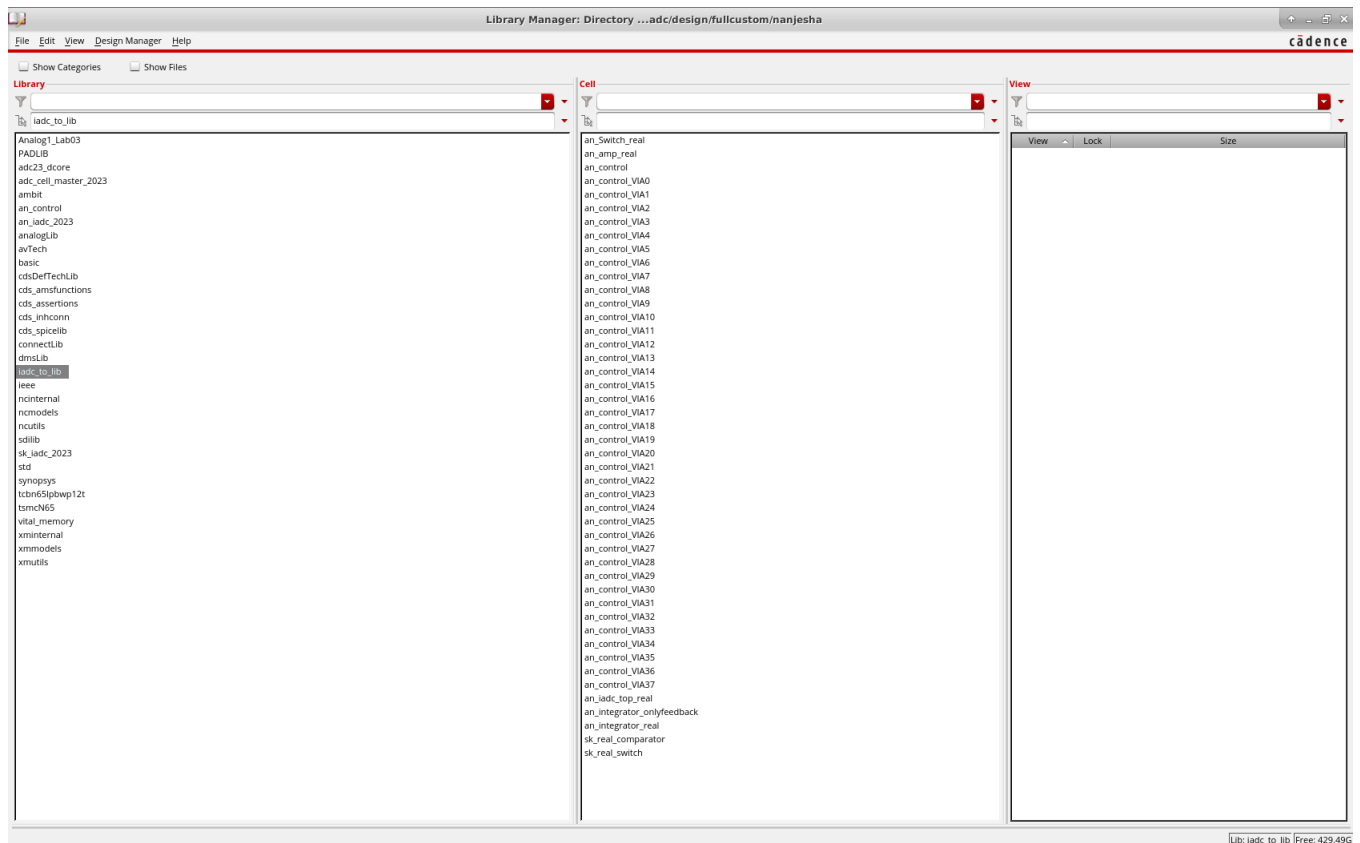 Library Manager: Directory ...adc/design/fullcustom/nanjesha
File Edit View Design Manager Help
cādence
Show Categories Show Files
Library
iadc_to_lib
Analog1_Lab03
PADLIB
adc23_dcore
adc_cell_master_2023
ambit
an_control
an_iadc_2023
analogLib
avTech
basic
cdsDefTechLib
cds_amsfunctions
cds_assertions
cds_inhconn
cds_spicelib
connectLib
dmsLib
iadc_to_lib
ieee
ncinternal
ncmodels
ncutils
sdilib
sk_iadc_2023
std
synopsys
tcbn65lpbwp12t
tsmcN65
vital_memory
xminternal
xmmodels
xmutils
Cell
an_Switch_real
an_amp_real
an_control
an_control_VIA0
an_control_VIA1
an_control_VIA2
an_control_VIA3
an_control_VIA4
an_control_VIA5
an_control_VIA6
an_control_VIA7
an_control_VIA8
an_control_VIA9
an_control_VIA10
an_control_VIA11
an_control_VIA12
an_control_VIA13
an_control_VIA14
an_control_VIA15
an_control_VIA16
an_control_VIA17
an_control_VIA18
an_control_VIA19
an_control_VIA20
an_control_VIA21
an_control_VIA22
an_control_VIA23
an_control_VIA24
an_control_VIA25
an_control_VIA26
an_control_VIA27
an_control_VIA28
an_control_VIA29
an_control_VIA30
an_control_VIA31
an_control_VIA32
an_control_VIA33
an_control_VIA34
an_control_VIA35
an_control_VIA36
an_control_VIA37
an_iadc_top_real
an_integrator_onlyfeedback
an_integrator_real
sk_real_comparator
sk_real_switch
View
View Lock Size
Lib: iadc_to_lib Free: 429.49G